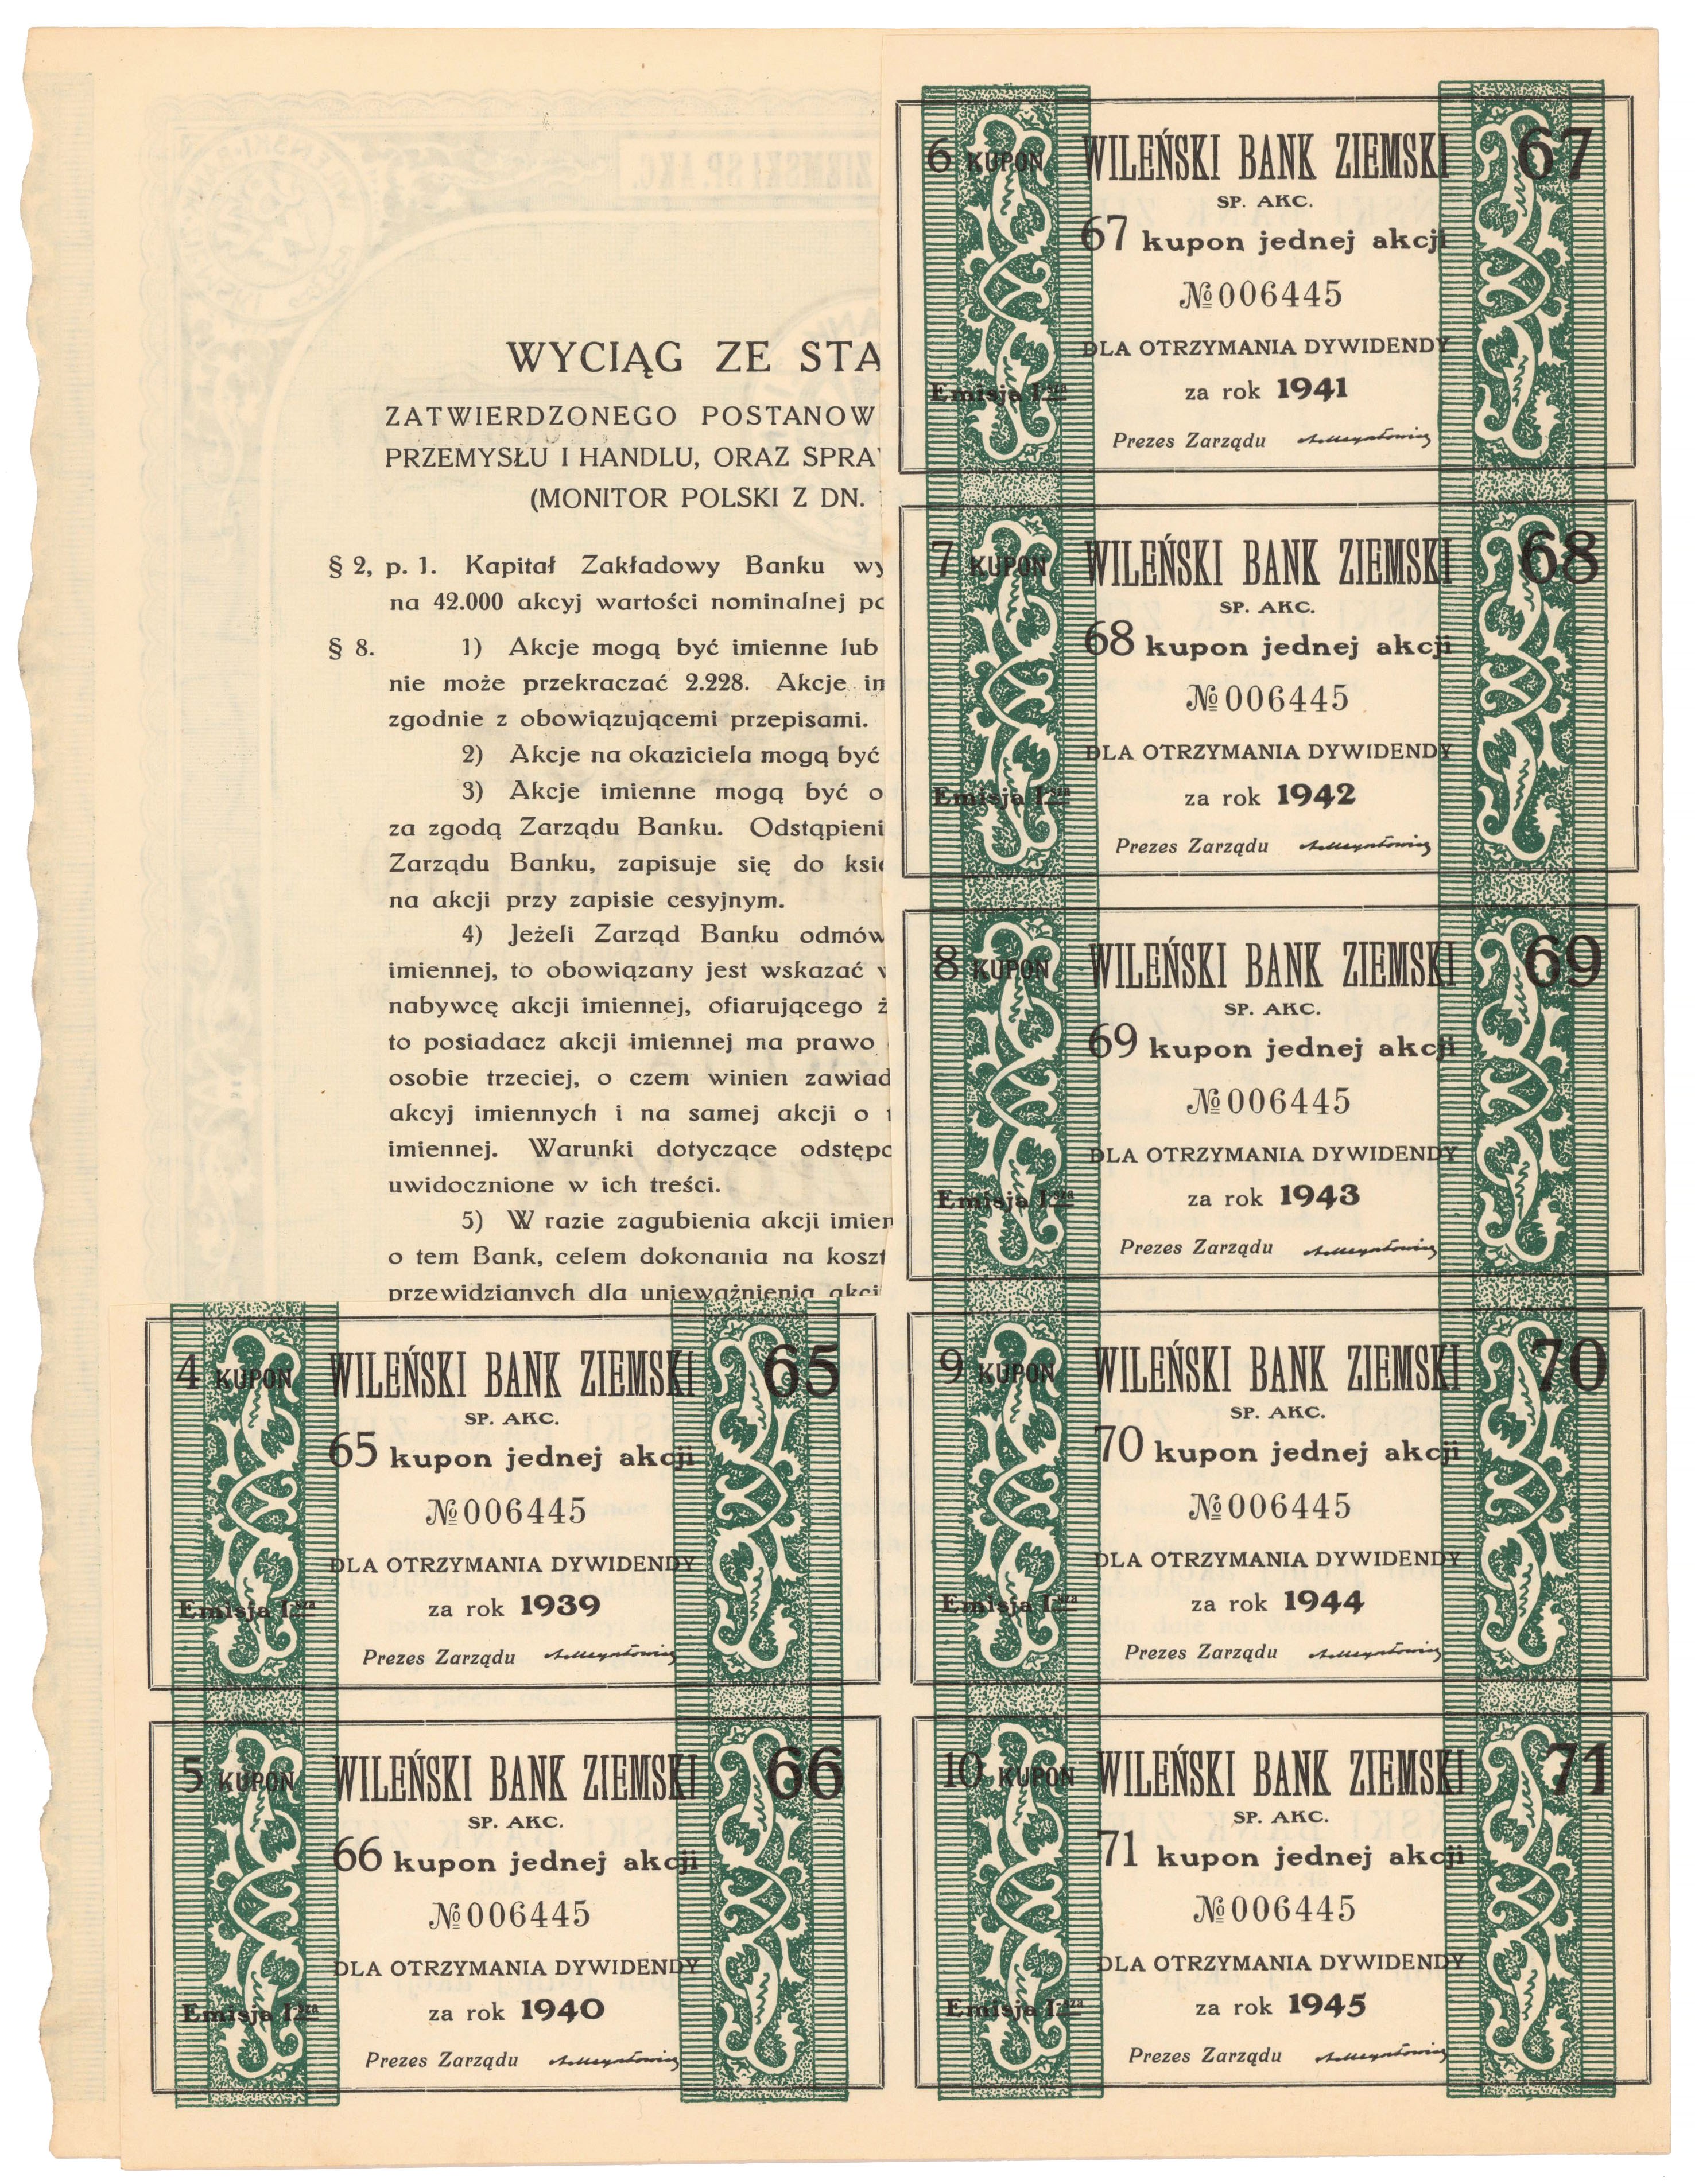 WYCIĄG ZE STA
ZATWIERDZONEGO POSTANOW
PRZEMYSŁU I HANDLU, ORAZ SPRA
(MONITOR POLSKI Z DN.
§ 2, p. 1. Kapitał Zakładowy Banku wy
na 42.000 akcyj wartości nominalnej po
§ 8. 1) Akcje mogą być imienne lub
nie może przekraczać 2.228. Akcje im
zgodnie z obowiązującemi przepisami.
2) Akcje na okaziciela mogą być
3) Akcje imienne mogą być o
za zgodą Zarządu Banku. Odstąpieni
Zarządu Banku, zapisuje się do ksi
na akcji przy zapisie cesyjnym.
4) Jeżeli Zarząd Banku odmów
imiennej, to obowiązany jest wskazać
nabywcę akcji imiennej, ofiarującego ż
to posiadacz akcji imiennej ma prawo
osobie trzeciej, o czem winien zawiad
akcyj imiennych i na samej akcji o
imiennej. Warunki dotyczące odstępo
uwidocznione w ich treści.
5) W razie zagubienia akcji imien
o tem Bank, celem dokonania na koszt
przewidzianych dla unieważnienia akcji
4 KUPON WILEŃSKI BANK ZIEMSKI 65
SP. AKC.
65 kupon jednej akcji
№ 006445
DLA OTRZYMANIA DYWIDENDY
Emisja I-sza za rok 1939
Prezes Zarządu
5 KUPON WILEŃSKI BANK ZIEMSKI 66
SP. AKC.
66 kupon jednej akcji
№ 006445
DLA OTRZYMANIA DYWIDENDY
Emisja I-sza za rok 1940
Prezes Zarządu
6 KUPON WILEŃSKI BANK ZIEMSKI 67
SP. AKC.
67 kupon jednej akcji
№ 006445
DLA OTRZYMANIA DYWIDENDY
Emisja I-sza za rok 1941
Prezes Zarządu
7 KUPON WILEŃSKI BANK ZIEMSKI 68
SP. AKC.
68 kupon jednej akcji
№ 006445
DLA OTRZYMANIA DYWIDENDY
Emisja I-sza za rok 1942
Prezes Zarządu
8 KUPON WILEŃSKI BANK ZIEMSKI 69
SP. AKC.
69 kupon jednej akcji
№ 006445
DLA OTRZYMANIA DYWIDENDY
Emisja I-sza za rok 1943
Prezes Zarządu
9 KUPON WILEŃSKI BANK ZIEMSKI 70
SP. AKC.
70 kupon jednej akcji
№ 006445
DLA OTRZYMANIA DYWIDENDY
Emisja I-sza za rok 1944
Prezes Zarządu
10 KUPON WILEŃSKI BANK ZIEMSKI 71
SP. AKC.
71 kupon jednej akcji
№ 006445
DLA OTRZYMANIA DYWIDENDY
Emisja I-sza za rok 1945
Prezes Zarządu